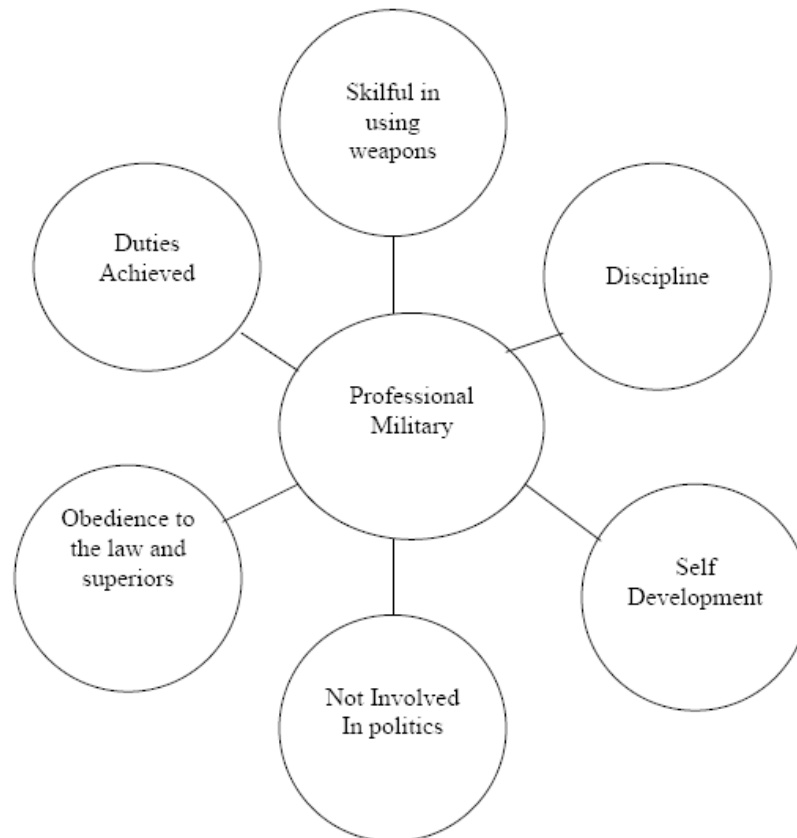 Skilful in
using
weapons
Duties
Achieved
Discipline
Professional
Military
Obedience to
the law and
superiors
Self
Development
Not Involved
In politics